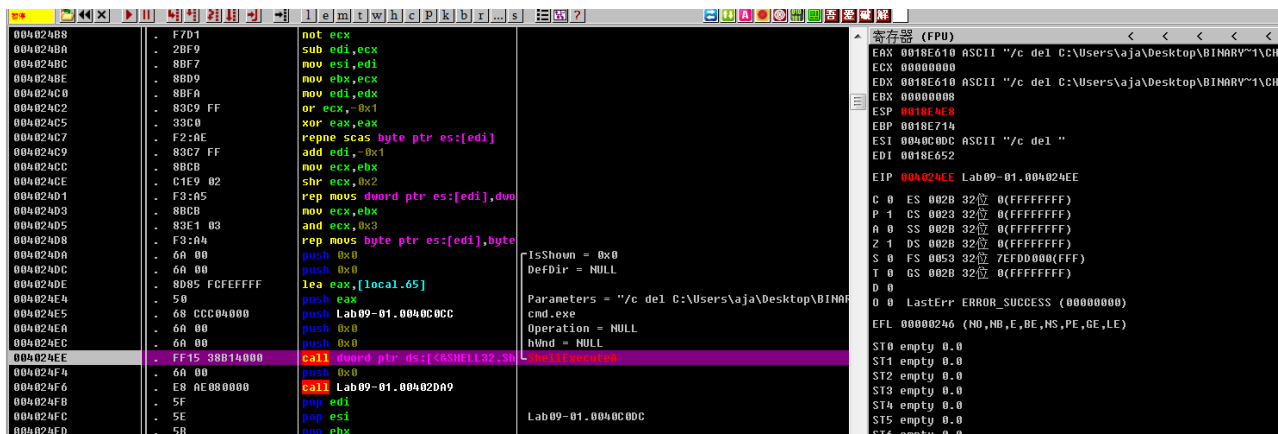 暂停 l e m t w h c P k b r ... s ? 吾 爱 破 解
寄存器 (FPU) < < < < <
004024B8 . F7D1 not ecx
004024BA . 2BF9 sub edi,ecx
004024BC . 8BF7 mov esi,edi
004024BE . 8BD9 mov ebx,ecx
004024C0 . 8BFA mov edi,edx
004024C2 . 83C9 FF or ecx,-0x1
004024C5 . 33C0 xor eax,eax
004024C7 . F2:AE repne scas byte ptr es:[edi]
004024C9 . 83C7 FF add edi,-0x1
004024CC . 8BCB mov ecx,ebx
004024CE . C1E9 02 shr ecx,0x2
004024D1 . F3:A5 rep movs dword ptr es:[edi],dwo
004024D3 . 8BCB mov ecx,ebx
004024D5 . 83E1 03 and ecx,0x3
004024D8 . F3:A4 rep movs byte ptr es:[edi],byte
004024DA . 6A 00 push 0x0 IsShown = 0x0
004024DC . 6A 00 push 0x0 DefDir = NULL
004024DE . 8D85 FCFEFFFF lea eax,[local.65]
004024E4 . 50 push eax Parameters = "/c del C:\Users\aja\Desktop\BINAR
004024E5 . 68 CCC04000 push Lab09-01.0040C0CC cmd.exe
004024EA . 6A 00 push 0x0 Operation = NULL
004024EC . 6A 00 push 0x0 hWnd = NULL
004024EE . FF15 38B14000 call dword ptr ds:[<&SHELL32.Sh ShellExecuteA
004024F4 . 6A 00 push 0x0
004024F6 . E8 AE080000 call Lab09-01.00402DA9
004024FB . 5F pop edi
004024FC . 5E pop esi Lab09-01.0040C0DC
004024FD . 5B pop ebx
EAX 0018E610 ASCII "/c del C:\Users\aja\Desktop\BINARY~1\CH
ECX 00000000
EDX 0018E610 ASCII "/c del C:\Users\aja\Desktop\BINARY~1\CH
EBX 00000008
ESP 0018E4E8
EBP 0018E714
ESI 0040C0DC ASCII "/c del "
EDI 0018E652
EIP 004024EE Lab09-01.004024EE
C 0 ES 002B 32位 0(FFFFFFFF)
P 1 CS 0023 32位 0(FFFFFFFF)
A 0 SS 002B 32位 0(FFFFFFFF)
Z 1 DS 002B 32位 0(FFFFFFFF)
S 0 FS 0053 32位 7EFDD000(FFF)
T 0 GS 002B 32位 0(FFFFFFFF)
D 0
O 0 LastErr ERROR_SUCCESS (00000000)
EFL 00000246 (NO,NB,E,BE,NS,PE,GE,LE)
ST0 empty 0.0
ST1 empty 0.0
ST2 empty 0.0
ST3 empty 0.0
ST4 empty 0.0
ST5 empty 0.0
ST6 empty 0.0